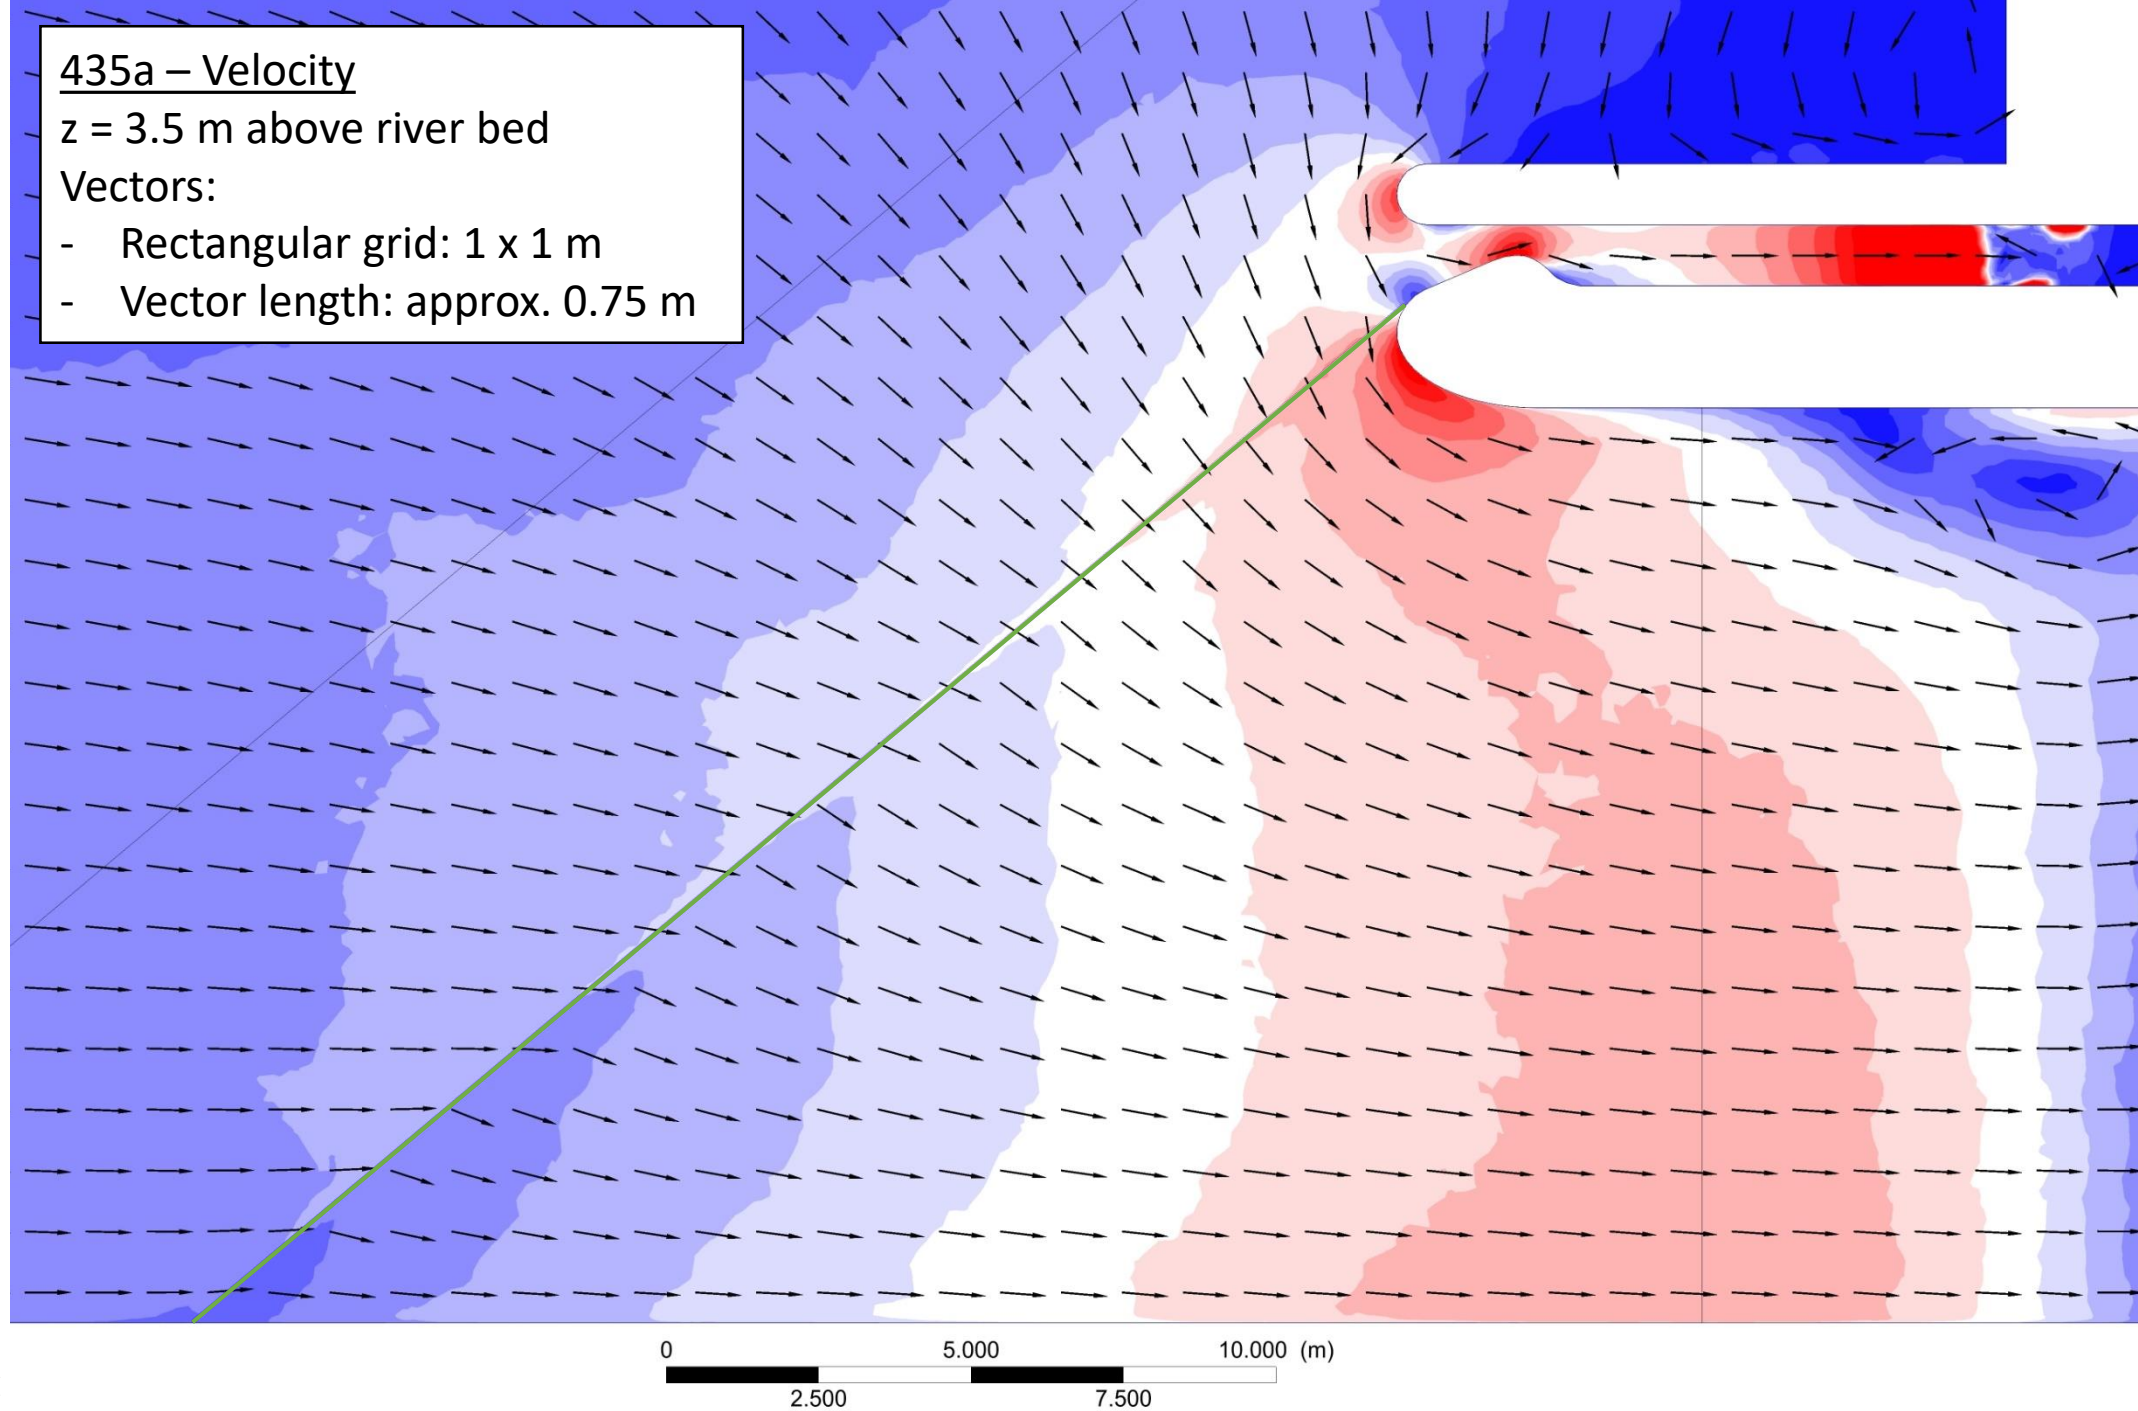 435a – Velocity
z = 3.5 m above river bed
Vectors:
- Rectangular grid: 1 x 1 m
- Vector length: approx. 0.75 m
0 5.000 10.000 (m)
2.500 7.500